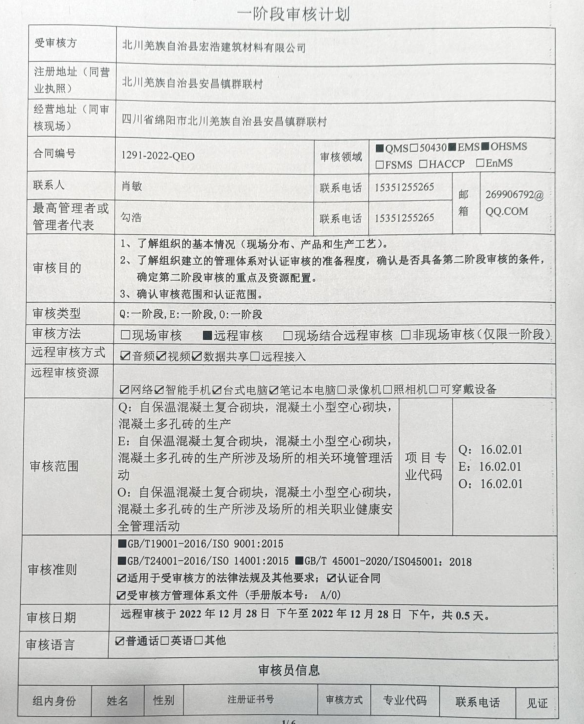 一阶段审核计划
受审核方 北川羌族自治县宏浩建筑材料有限公司
注册地址（同营业执照） 北川羌族自治县安昌镇群联村
经营地址（同审核现场） 四川省绵阳市北川羌族自治县安昌镇群联村
合同编号 1291-2022-QEO 审核领域 ■QMS□50430■EMS■OHSMS
□FSMS □HACCP □EnMS
联系人 肖敏 联系电话 15351255265 邮箱 269906792@
QQ.COM
最高管理者或管理者代表 勾浩 联系电话 15351255265
审核目的 1、了解组织的基本情况（现场分布、产品和生产工艺）。
2、了解组织建立的管理体系对认证审核的准备程度，确认是否具备第二阶段审核的条件，
确定第二阶段审核的重点及资源配置。
3、确认审核范围和认证范围。
审核类型 Q:一阶段,E:一阶段,O:一阶段
审核方法 □现场审核 ■远程审核 □现场结合远程审核 □非现场审核(仅限一阶段)
远程审核方式 ☑音频☑视频☑数据共享□远程接入
远程审核资源 ☑网络☑智能手机☑台式电脑☑笔记本电脑□录像机□照相机□可穿戴设备
审核范围 Q：自保温混凝土复合砌块，混凝土小型空心砌块，
混凝土多孔砖的生产
E：自保温混凝土复合砌块，混凝土小型空心砌块，
混凝土多孔砖的生产所涉及场所的相关环境管理活
动
O：自保温混凝土复合砌块，混凝土小型空心砌块，
混凝土多孔砖的生产所涉及场所的相关职业健康安
全管理活动
项目专业代码 Q：16.02.01
E：16.02.01
O：16.02.01
审核准则 ■GB/T19001-2016/ISO 9001:2015
■GB/T24001-2016/ISO 14001:2015 ■GB/T 45001-2020/ISO45001：2018
☑适用于受审核方的法律法规及其他要求；☑认证合同
☑受审核方管理体系文件（手册版本号： A/0）
审核日期 远程审核于 2022 年 12 月 28 日 下午至 2022 年 12 月 28 日 下午，共 0.5 天。
审核语言 ☑普通话□英语□其他
审核员信息
组内身份 姓名 性别 注册证书号 审核方式 专业代码 联系电话 见证
1/6